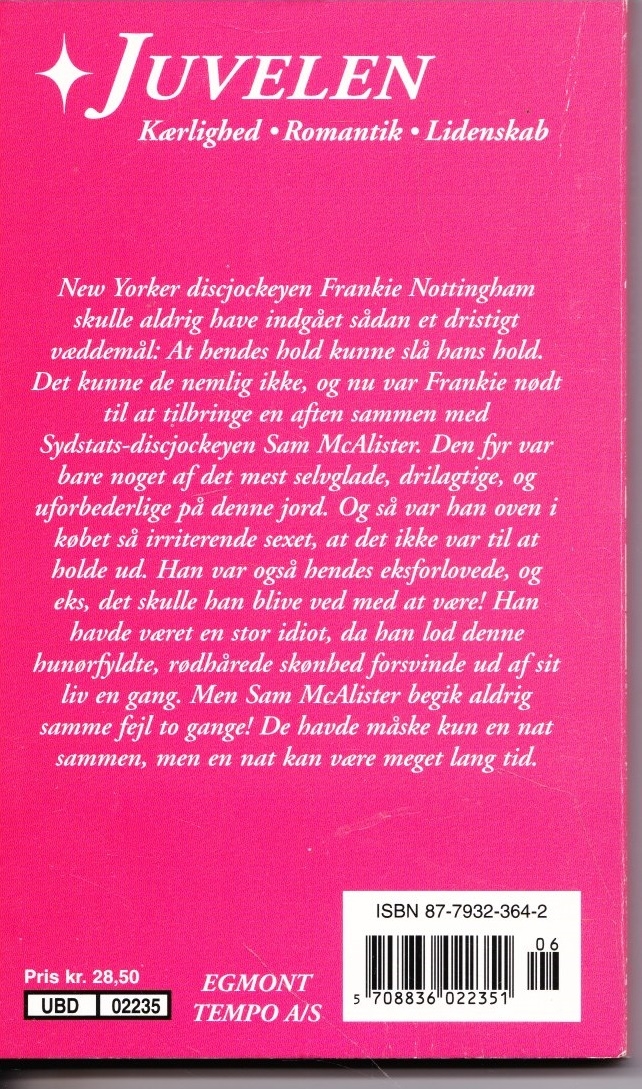 JUVELEN
Kærlighed • Romantik • Lidenskab
New Yorker discjockeyen Frankie Nottingham
skulle aldrig have indgået sådan et dristigt
væddemål: At hendes hold kunne slå hans hold.
Det kunne de nemlig ikke, og nu var Frankie nødt
til at tilbringe en aften sammen med
Sydstats-discjockeyen Sam McAlister. Den fyr var
bare noget af det mest selvglade, drilagtige, og
uforbederlige på denne jord. Og så var han oven i
købet så irriterende sexet, at det ikke var til at
holde ud. Han var også hendes eksforlovede, og
eks, det skulle han blive ved med at være! Han
havde været en stor idiot, da han lod denne
hunørfyldte, rødhårede skønhed forsvinde ud af sit
liv en gang. Men Sam McAlister begik aldrig
samme fejl to gange! De havde måske kun en nat
sammen, men en nat kan være meget lang tid.
Pris kr. 28,50
UBD 02235
EGMONT
TEMPO A/S
ISBN 87-7932-364-2
06
5 708836 022351